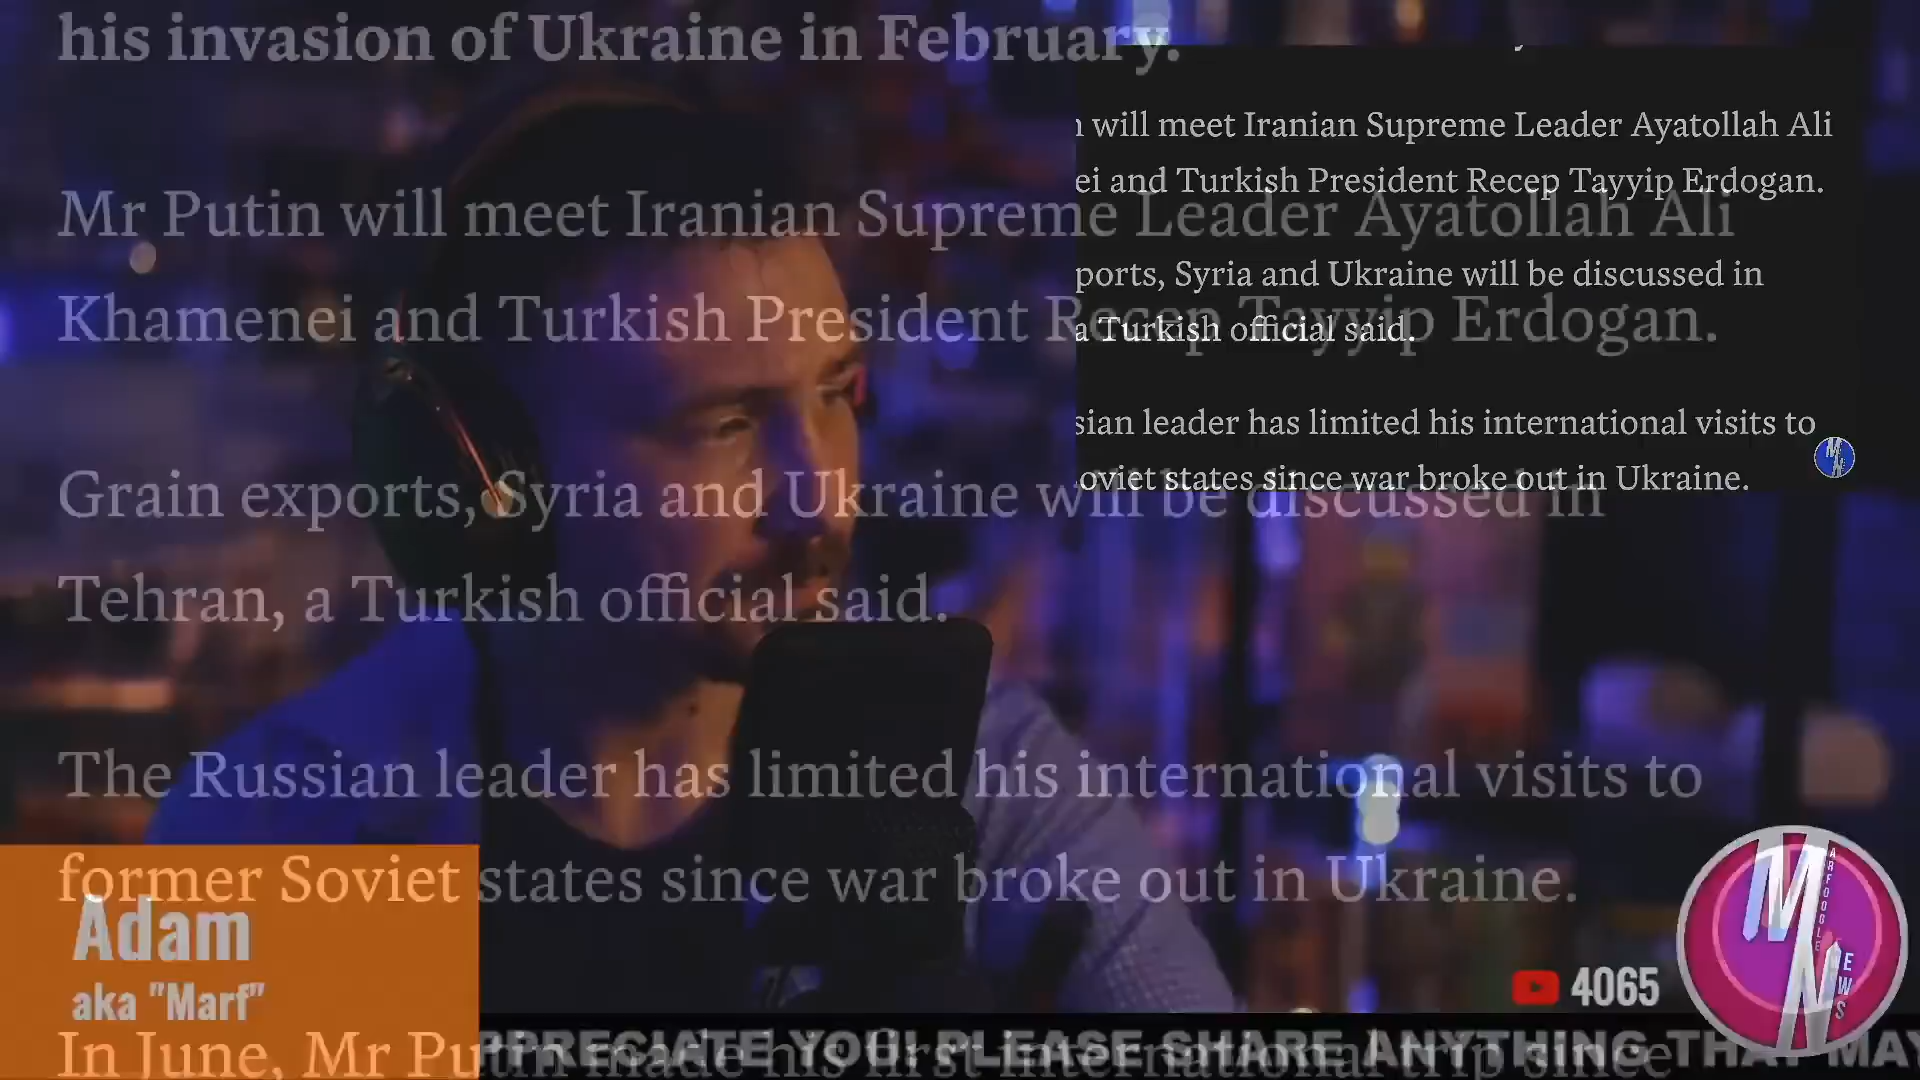 his invasion of Ukraine in February.
Mr Putin will meet Iranian Supreme Leader Ayatollah Ali
Khamenei and Turkish President Recep Tayyip Erdogan.
Grain exports, Syria and Ukraine will be discussed in
Tehran, a Turkish official said.
The Russian leader has limited his international visits to
former Soviet states since war broke out in Ukraine.
In June, Mr Putin made his first international trip since
will meet Iranian Supreme Leader Ayatollah Ali
ei and Turkish President Recep Tayyip Erdogan.
ports, Syria and Ukraine will be discussed in
a Turkish official said.
sian leader has limited his international visits to
oviet states since war broke out in Ukraine.
Adam
aka "Marf"
4065
MN
ARFOOGLE
EWS
PPRECIATE YOU! PLEASE SHARE ANYTHING THAT MAY